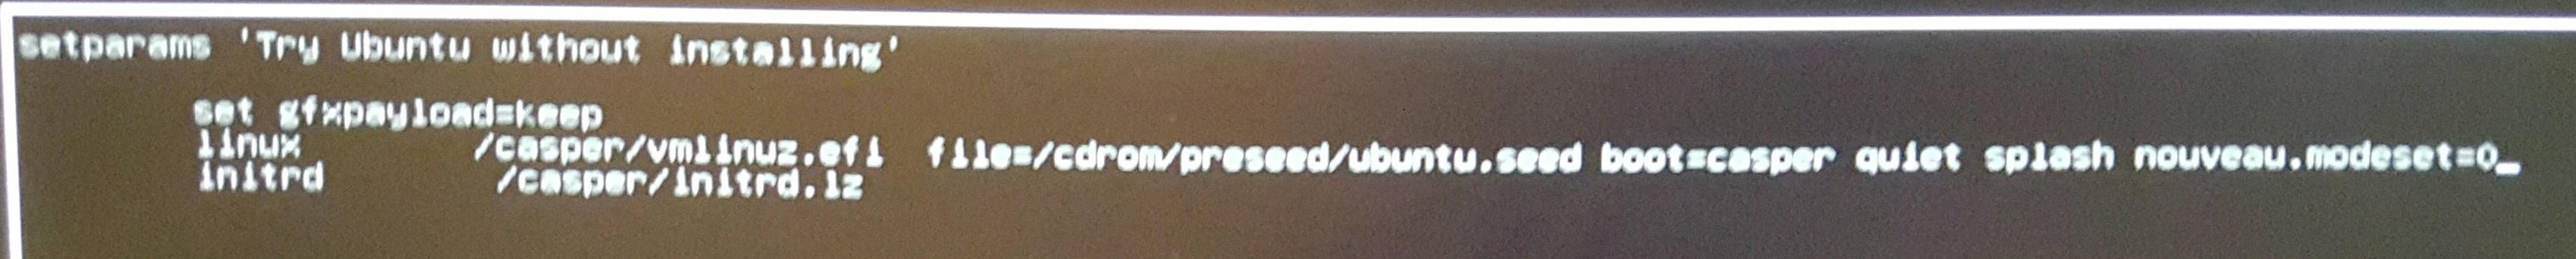 setparams 'Try Ubuntu without installing'
set gfxpayload=keep
linux /casper/vmlinuz.efi file=/cdrom/preseed/ubuntu.seed boot=casper quiet splash nouveau.modeset=0_
initrd /casper/initrd.lz